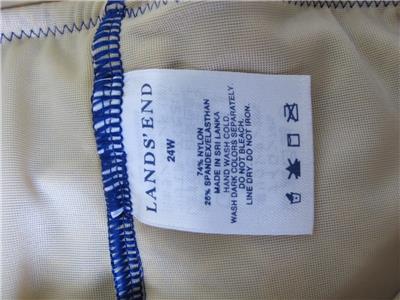 LANDS' END
24W
74% NYLON
26% SPANDEX/ELASTHAN
MADE IN SRI LANKA
HAND WASH COLD.
WASH DARK COLORS SEPARATELY.
DO NOT BLEACH.
LINE DRY. DO NOT IRON.